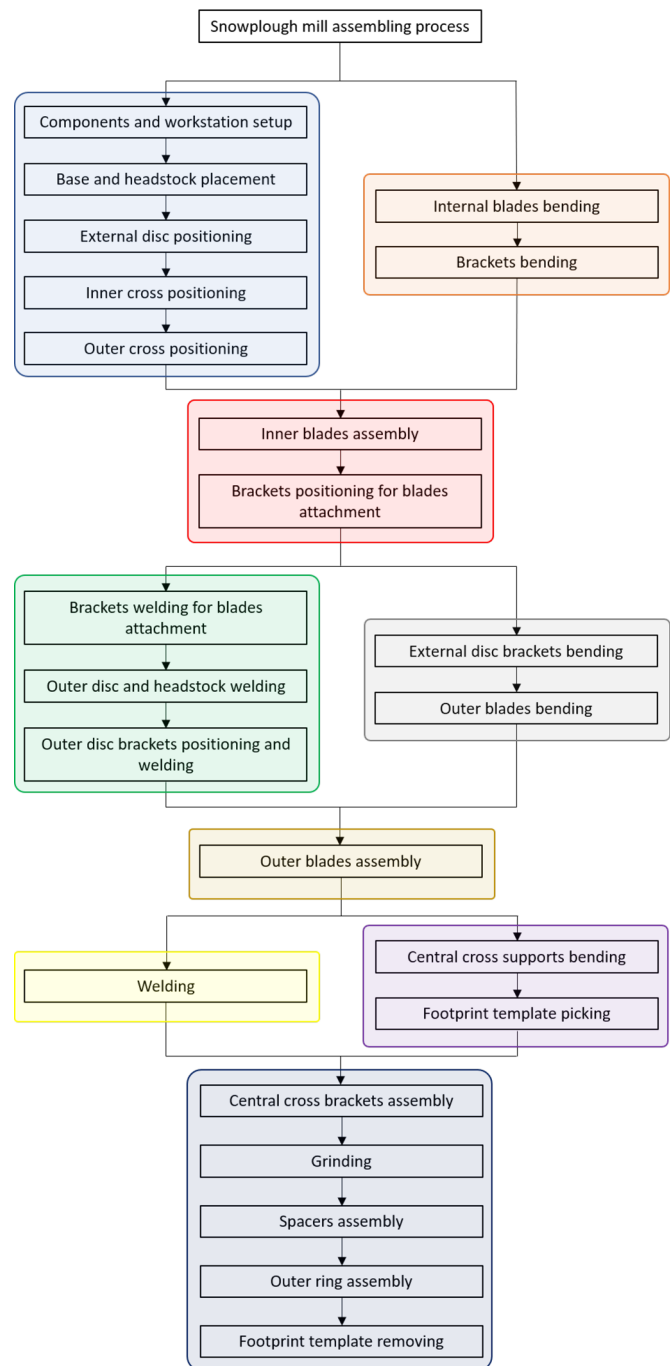 Snowplough mill assembling process
Components and workstation setup
Base and headstock placement
External disc positioning
Inner cross positioning
Outer cross positioning
Internal blades bending
Brackets bending
Inner blades assembly
Brackets positioning for blades
attachment
Brackets welding for blades
attachment
Outer disc and headstock welding
Outer disc brackets positioning and
welding
External disc brackets bending
Outer blades bending
Outer blades assembly
Welding
Central cross supports bending
Footprint template picking
Central cross brackets assembly
Grinding
Spacers assembly
Outer ring assembly
Footprint template removing